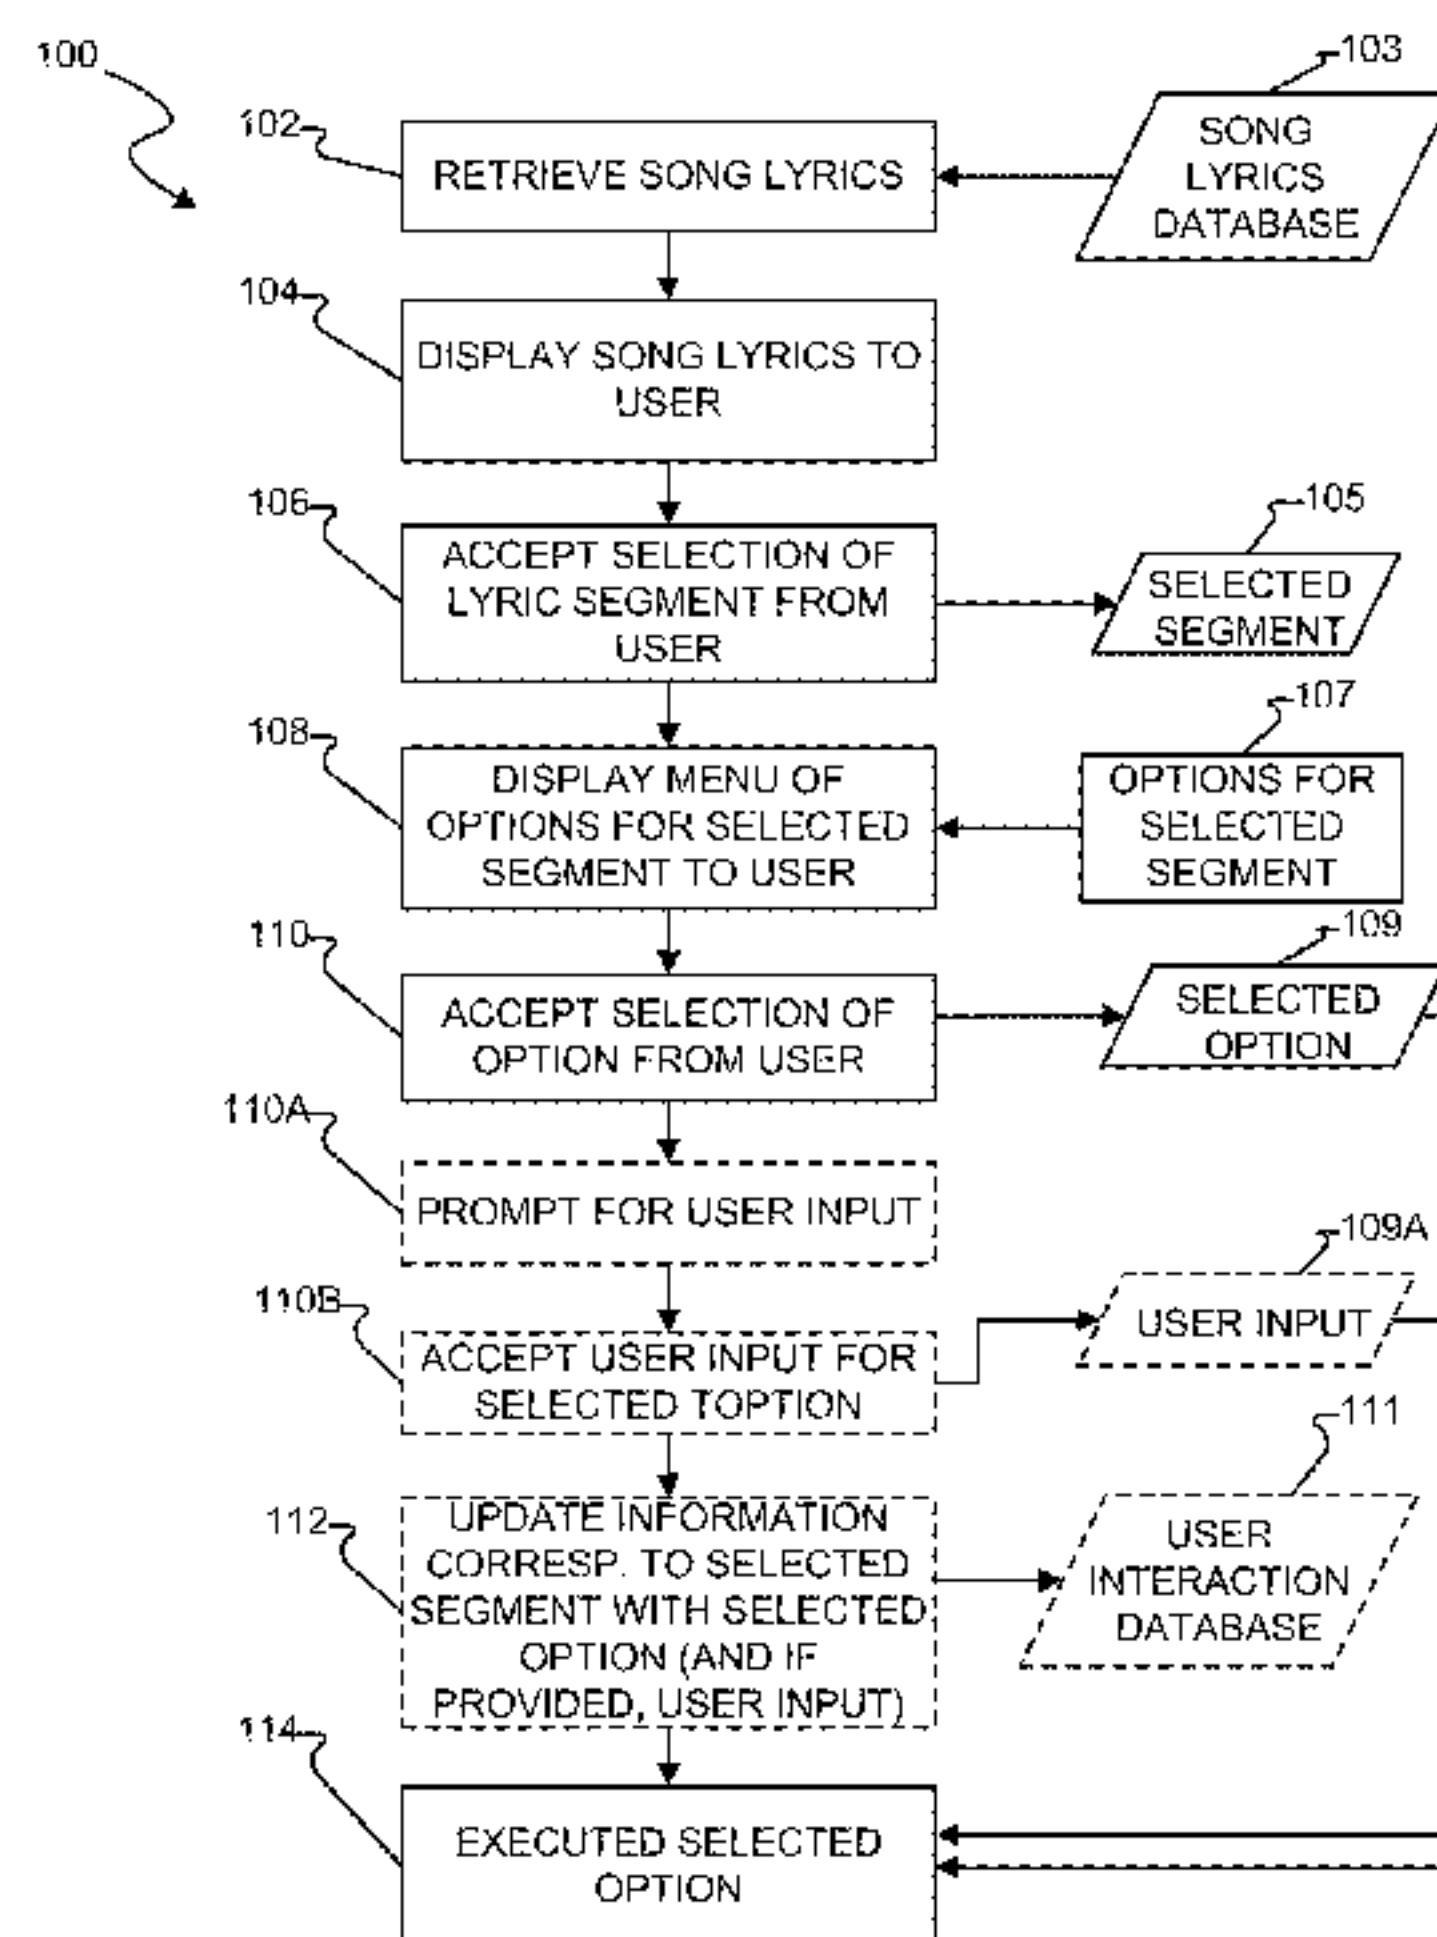 100
103
102
RETRIEVE SONG LYRICS
SONG
LYRICS
DATABASE
104
DISPLAY SONG LYRICS TO
USER
106
ACCEPT SELECTION OF
LYRIC SEGMENT FROM
USER
105
SELECTED
SEGMENT
108
DISPLAY MENU OF
OPTIONS FOR SELECTED
SEGMENT TO USER
107
OPTIONS FOR
SELECTED
SEGMENT
110
ACCEPT SELECTION OF
OPTION FROM USER
109
SELECTED
OPTION
110A
PROMPT FOR USER INPUT
110B
ACCEPT USER INPUT FOR
SELECTED TOPTION
109A
USER INPUT
112
UPDATE INFORMATION
CORRESP. TO SELECTED
SEGMENT WITH SELECTED
OPTION (AND IF
PROVIDED, USER INPUT)
111
USER
INTERACTION
DATABASE
114
EXECUTED SELECTED
OPTION